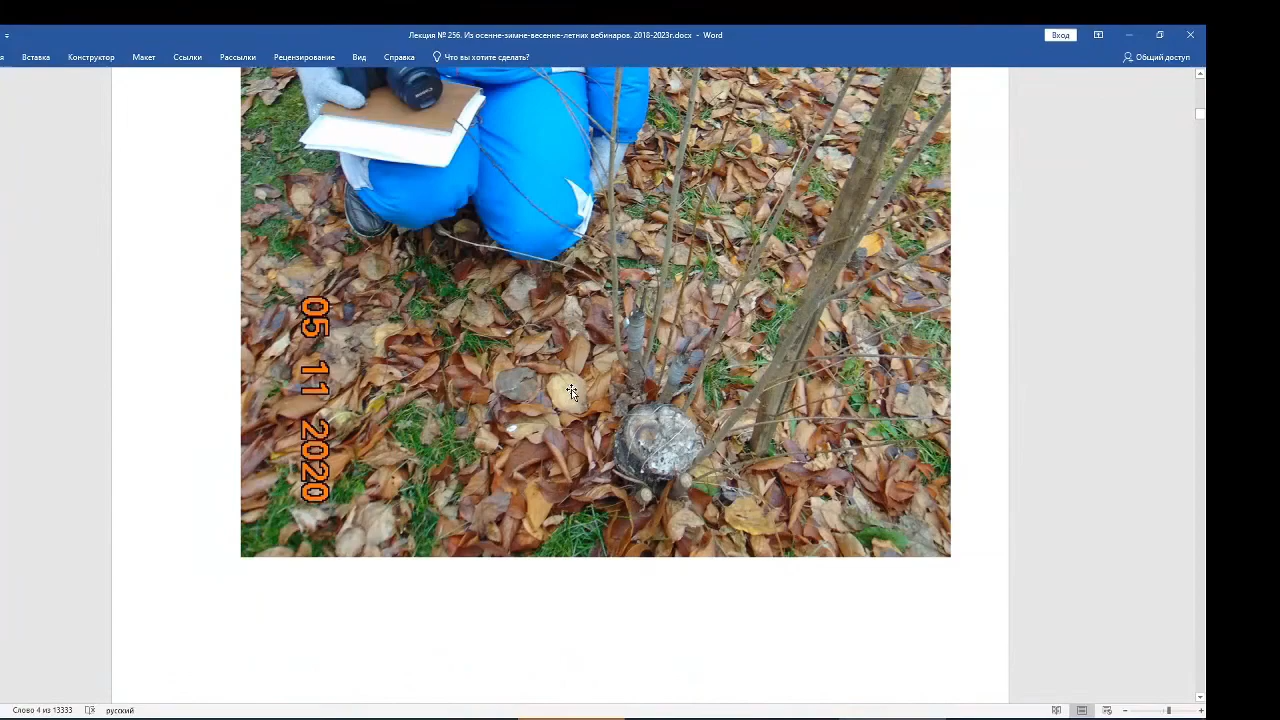 Лекция № 256. Из осенне-зимне-весенне-летних вебинаров. 2018-2023г.docx - Word
Вход
я Вставка Конструктор Макет Ссылки Рассылки Рецензирование Вид Справка Что вы хотите сделать? Общий доступ
05 11 2020
Слово 4 из 13333 русский